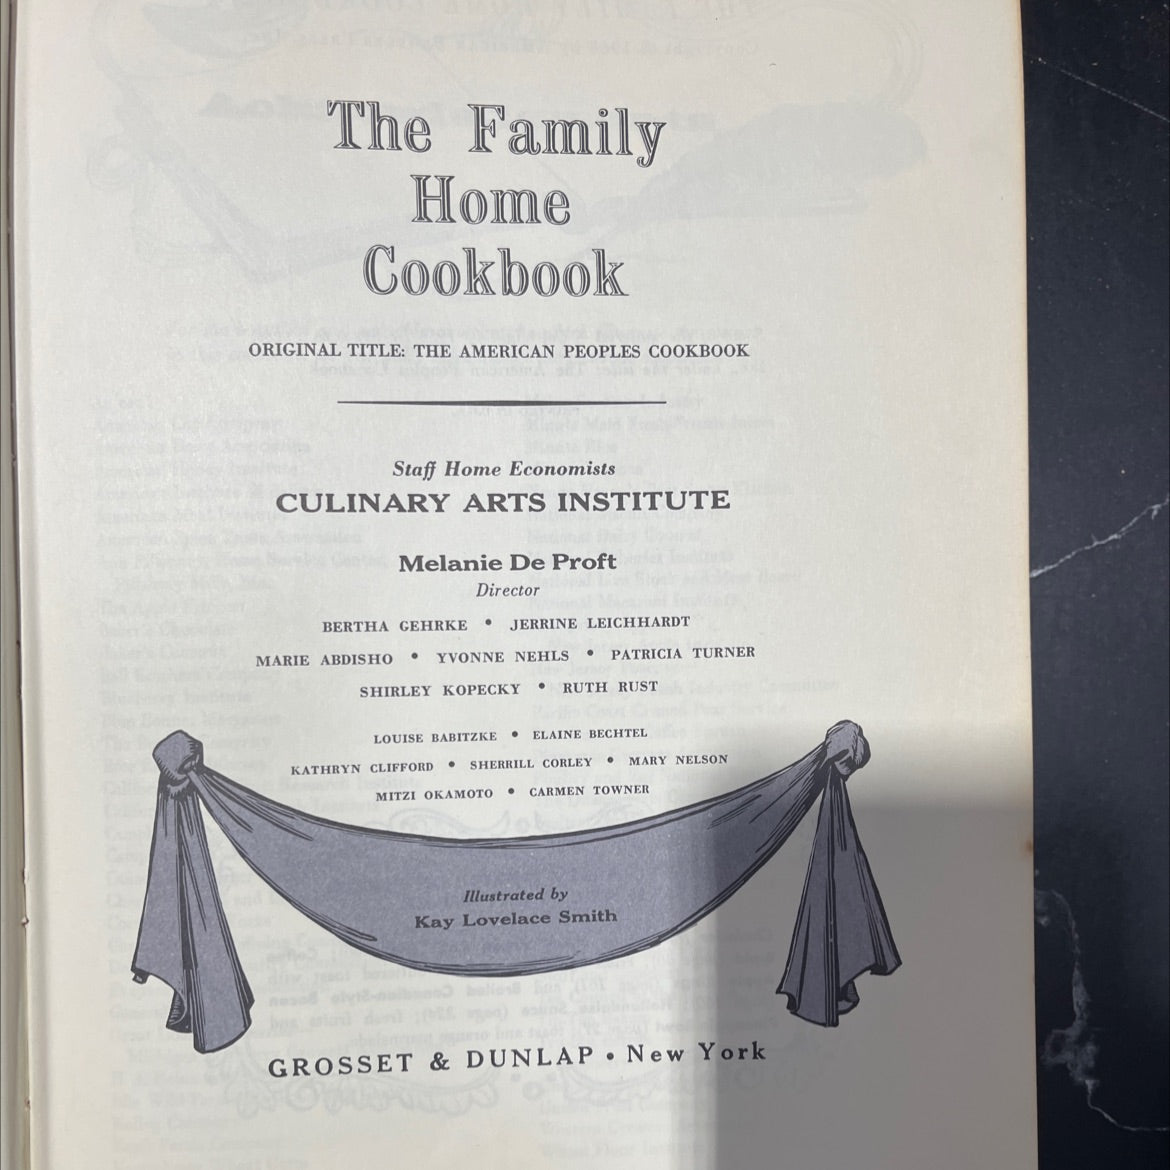 The Family
Home
Cookbook
ORIGINAL TITLE: THE AMERICAN PEOPLES COOKBOOK
Staff Home Economists
CULINARY ARTS INSTITUTE
Melanie De Proft
Director
BERTHA GEHRKE • JERRINE LEICHHARDT
MARIE ABDISHO • YVONNE NEHLS • PATRICIA TURNER
SHIRLEY KOPECKY • RUTH RUST
LOUISE BABITZKE • ELAINE BECHTEL
KATHRYN CLIFFORD • SHERRILL CORLEY • MARY NELSON
MITZI OKAMOTO • CARMEN TOWNER
Illustrated by
Kay Lovelace Smith
GROSSET & DUNLAP • New York